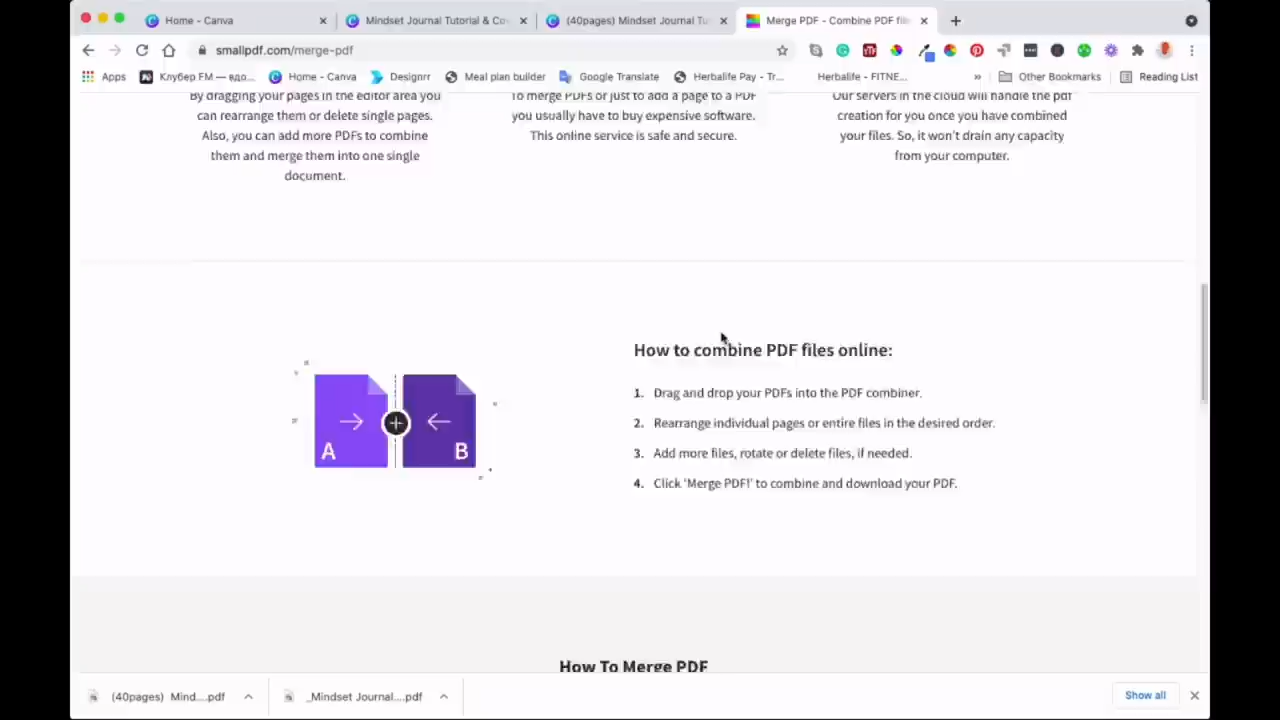 Home - Canva
Mindset Journal Tutorial & Co
(40pages) Mindset Journal Tu
Merge PDF - Combine PDF file
smallpdf.com/merge-pdf
Apps
Клубер FM — вдо...
Home - Canva
Designrr
Meal plan builder
Google Translate
Herbalife Pay - Tr...
Herbalife - FITNE...
»
Other Bookmarks
Reading List
By dragging your pages in the editor area you
can rearrange them or delete single pages.
Also, you can add more PDFs to combine
them and merge them into one single
document.
To merge PDFs or just to add a page to a PDF
you usually have to buy expensive software.
This online service is safe and secure.
Our servers in the cloud will handle the pdf
creation for you once you have combined
your files. So, it won't drain any capacity
from your computer.
A
B
How to combine PDF files online:
1. Drag and drop your PDFs into the PDF combiner.
2. Rearrange individual pages or entire files in the desired order.
3. Add more files, rotate or delete files, if needed.
4. Click 'Merge PDF!' to combine and download your PDF.
How To Merge PDF
(40pages) Mind....pdf
_Mindset Journal....pdf
Show all